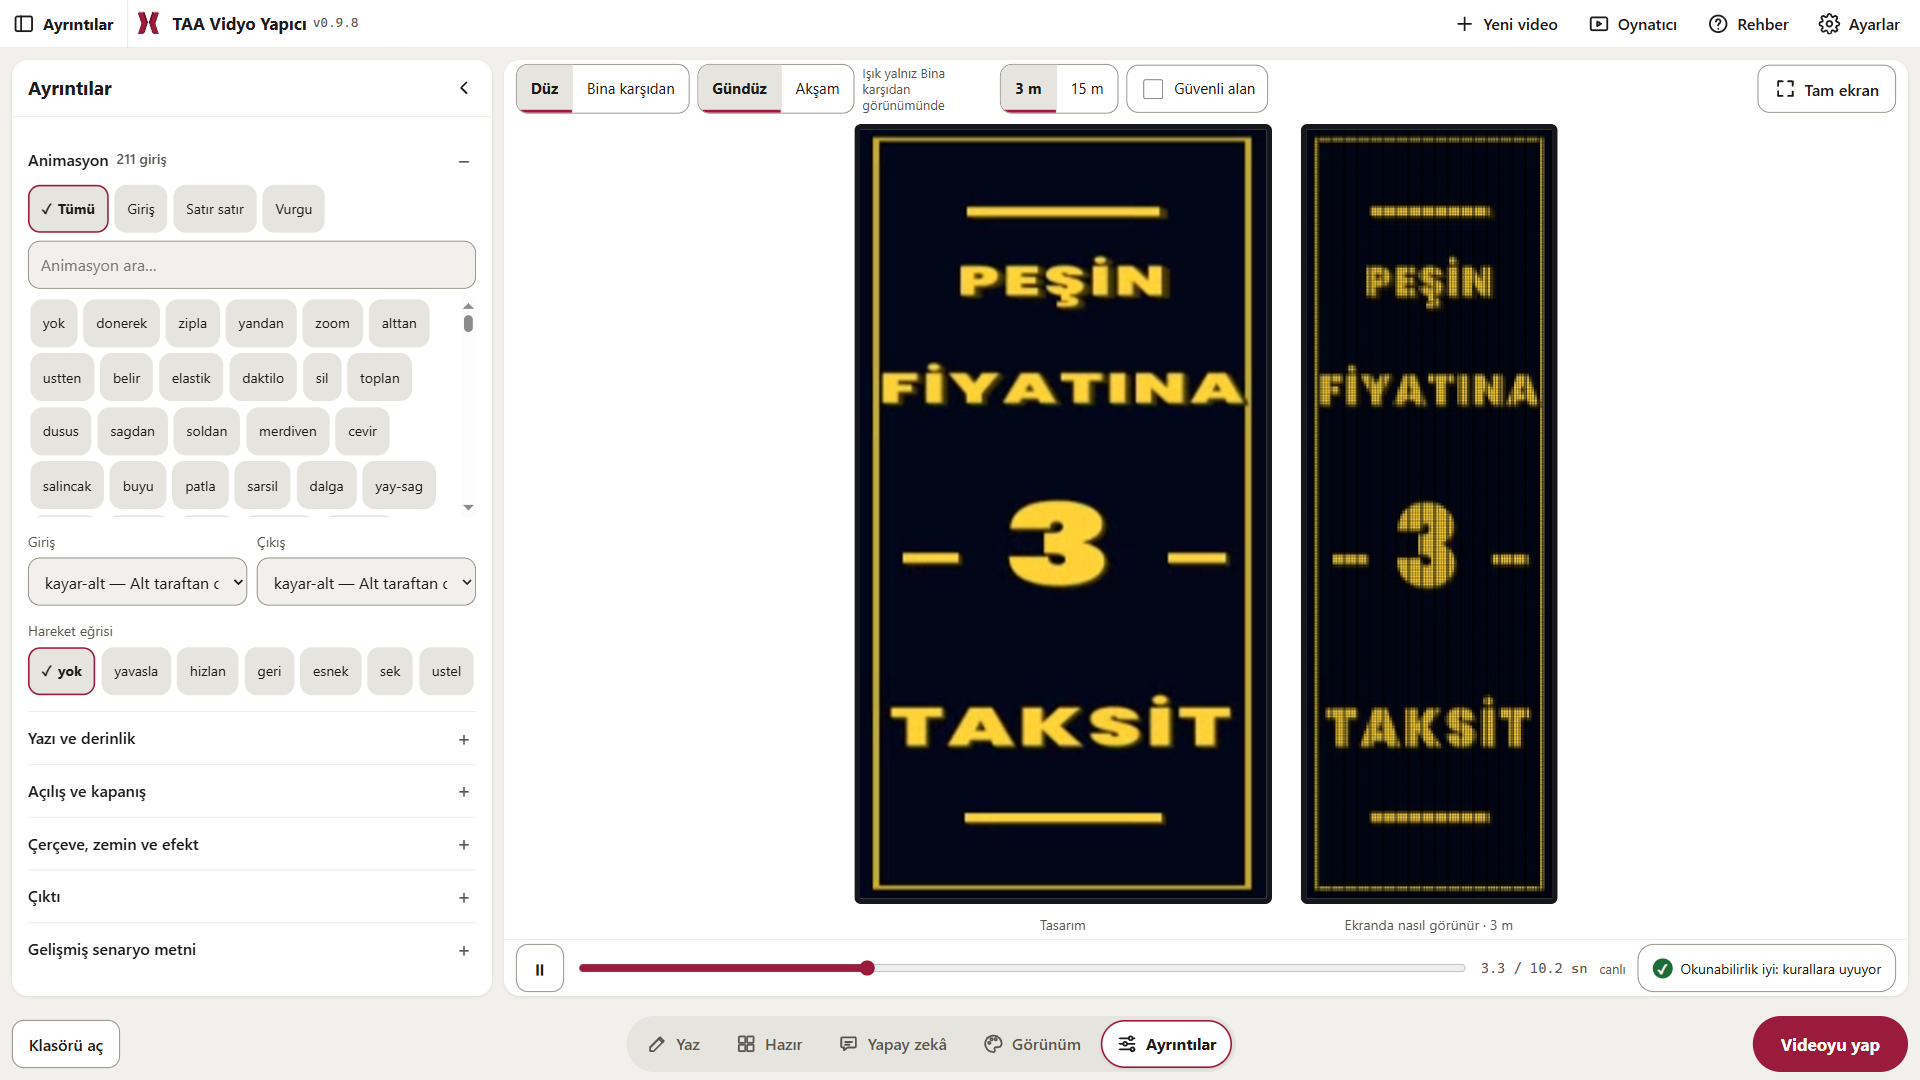 Ayrıntılar
TAA Vidyo Yapıcı v0.9.8
Yeni video
Oynatıcı
Rehber
Ayarlar
Ayrıntılar
Animasyon 211 giriş
✓ Tümü
Giriş
Satır satır
Vurgu
Animasyon ara...
yok
donerek
zipla
yandan
zoom
alttan
ustten
belir
elastik
daktilo
sil
toplan
dusus
sagdan
soldan
merdiven
cevir
salincak
buyu
patla
sarsil
dalga
yay-sag
Giriş
Çıkış
kayar-alt — Alt taraftan
kayar-alt — Alt taraftan
Hareket eğrisi
✓ yok
yavasla
hizlan
geri
esnek
sek
ustel
Yazı ve derinlik
Açılış ve kapanış
Çerçeve, zemin ve efekt
Çıktı
Gelişmiş senaryo metni
Düz
Bina karşıdan
Gündüz
Akşam
Işık yalnız Bina
karşıdan
görünümünde
3 m
15 m
Güvenli alan
Tam ekran
PEŞİN
FİYATINA
– 3 –
TAKSİT
Tasarım
PEŞİN
FİYATINA
– 3 –
TAKSİT
Ekranda nasıl görünür · 3 m
3.3 / 10.2 sn
canlı
Okunabilirlik iyi: kurallara uyuyor
Klasörü aç
Yaz
Hazır
Yapay zekâ
Görünüm
Ayrıntılar
Videoyu yap